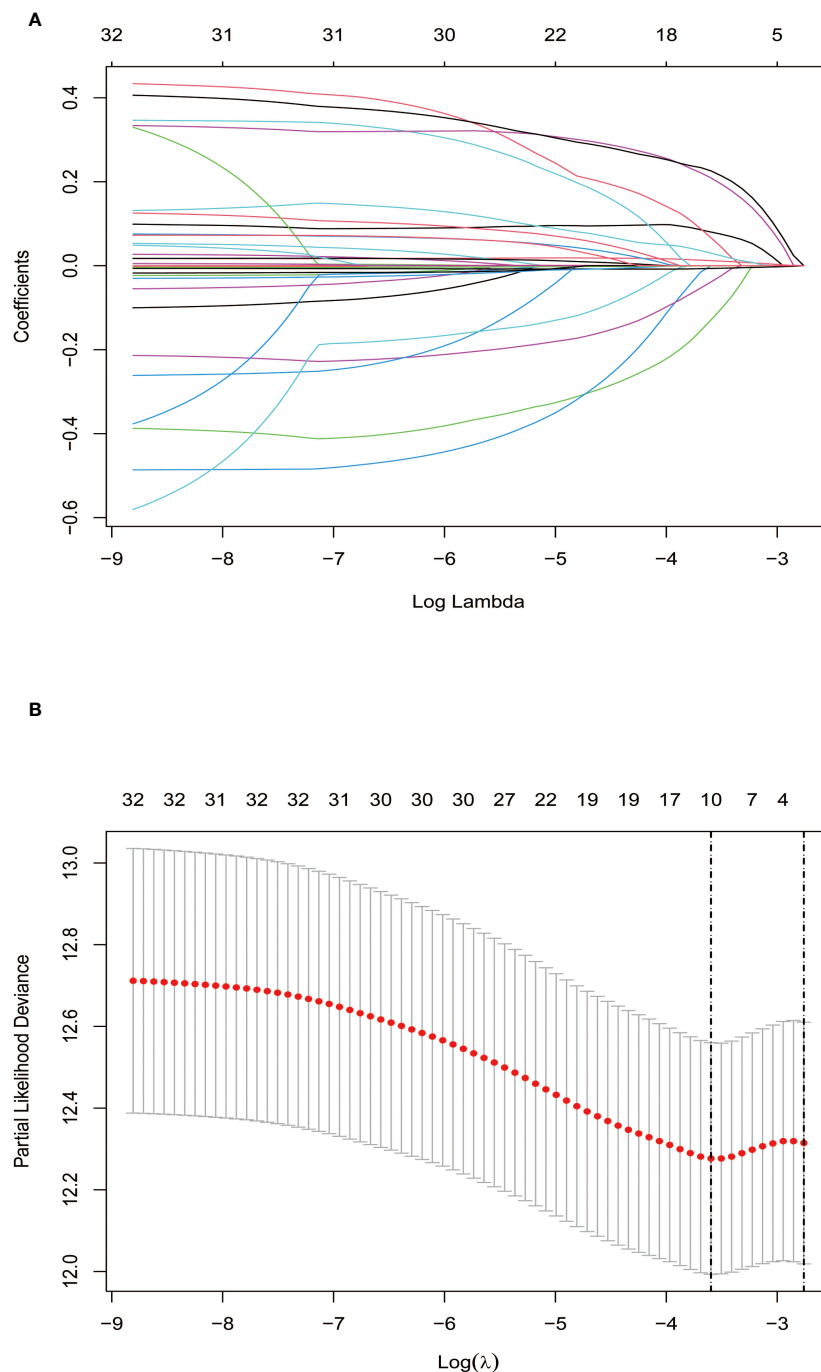 A
32 31 31 30 22 18 5
0.4
0.2
0.0
−0.2
−0.4
−0.6
Coefficients
−9 −8 −7 −6 −5 −4 −3
Log Lambda
B
32 32 31 32 32 31 30 30 30 27 22 19 19 17 10 7 4
13.0
12.8
12.6
12.4
12.2
12.0
Partial Likelihood Deviance
−9 −8 −7 −6 −5 −4 −3
Log(λ)